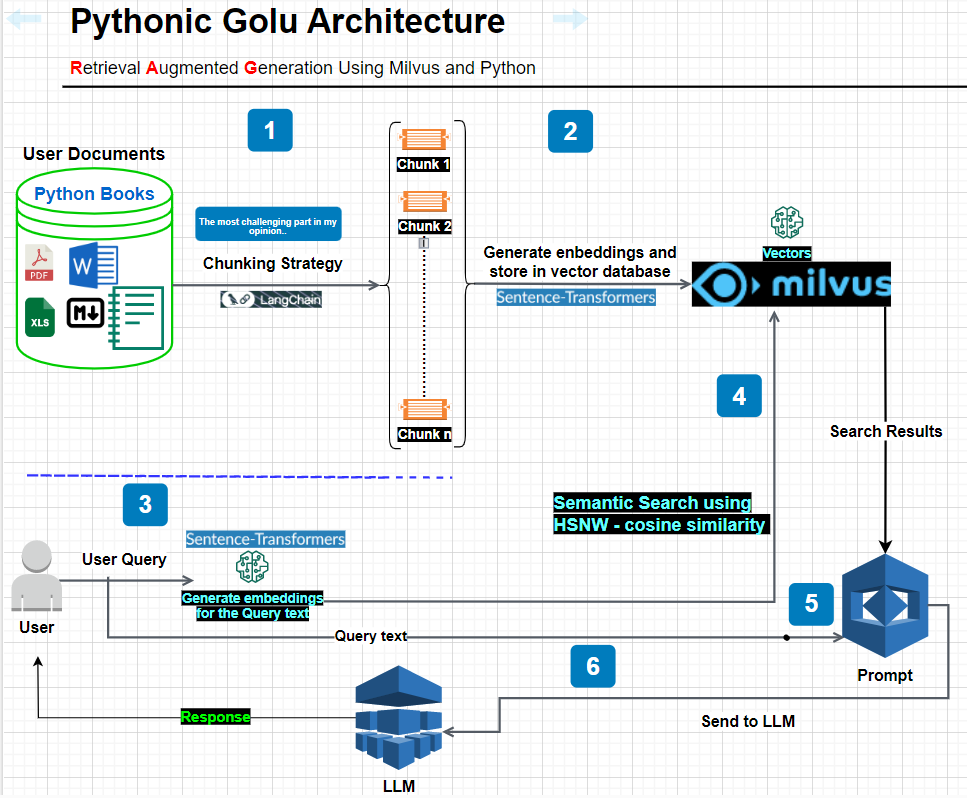 Pythonic Golu Architecture
Retrieval Augmented Generation Using Milvus and Python
1
2
User Documents
Python Books
PDF
W
XLS
M
The most challenging part in my
opinion..
Chunking Strategy
LangChain
Chunk 1
Chunk 2
Chunk n
Generate embeddings and
store in vector database
Sentence-Transformers
Vectors
milvus
4
Search Results
Semantic Search using
HSNW - cosine similarity
3
Sentence-Transformers
User Query
Generate embeddings
for the Query text
User
5
Query text
6
Prompt
Response
Send to LLM
LLM